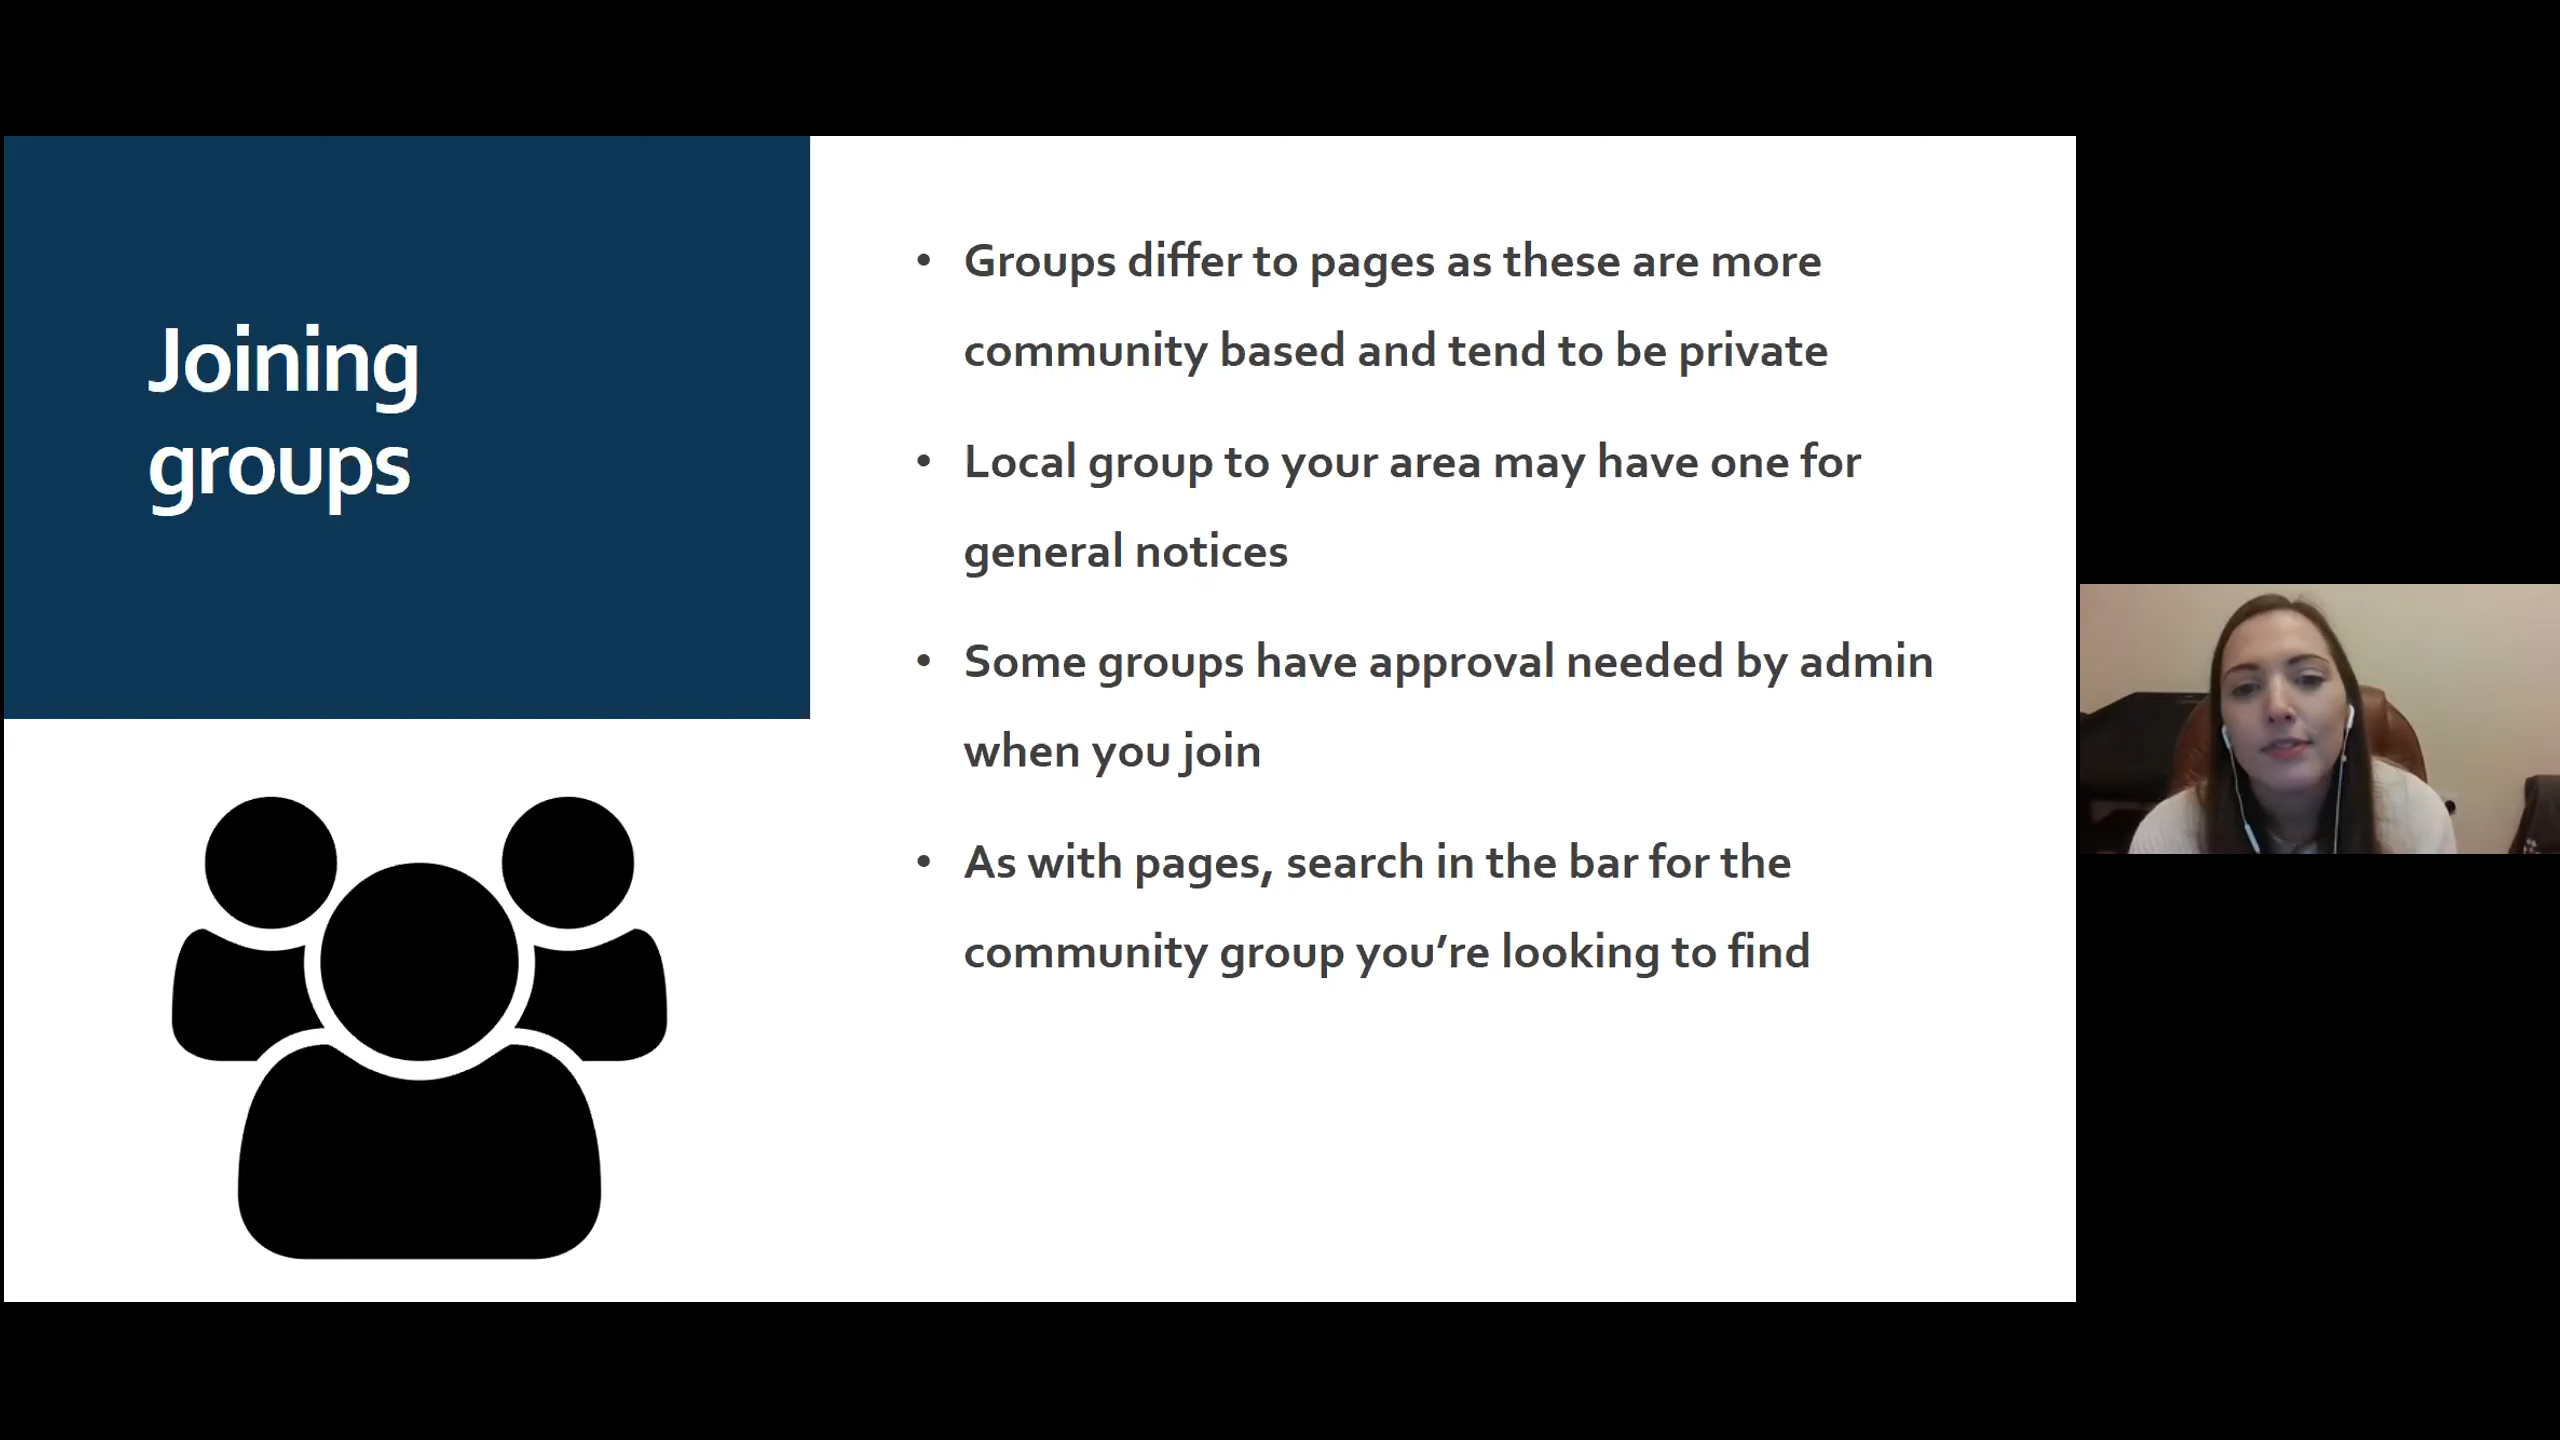 Joining
groups
• Groups differ to pages as these are more
community based and tend to be private
• Local group to your area may have one for
general notices
• Some groups have approval needed by admin
when you join
• As with pages, search in the bar for the
community group you’re looking to find